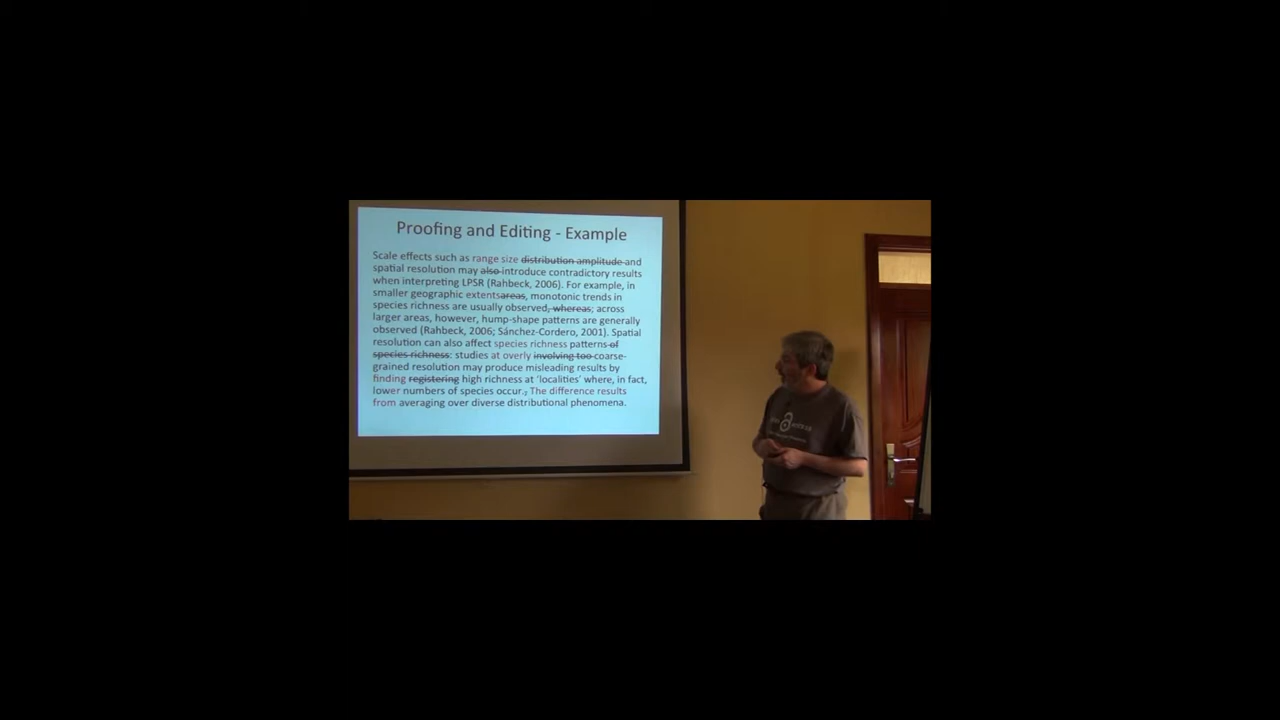 Proofing and Editing - Example
Scale effects such as range size distribution amplitude and
spatial resolution may also introduce contradictory results
when interpreting LPSR (Rahbeck, 2006). For example, in
smaller geographic extentsareas, monotonic trends in
species richness are usually observed, whereas; across
larger areas, however, hump-shape patterns are generally
observed (Rahbeck, 2006; Sánchez-Cordero, 2001). Spatial
resolution can also affect species richness patterns of
species richness: studies at overly involving too coarse-
grained resolution may produce misleading results by
finding registering high richness at 'localities' where, in fact,
lower numbers of species occur., The difference results
from averaging over diverse distributional phenomena.